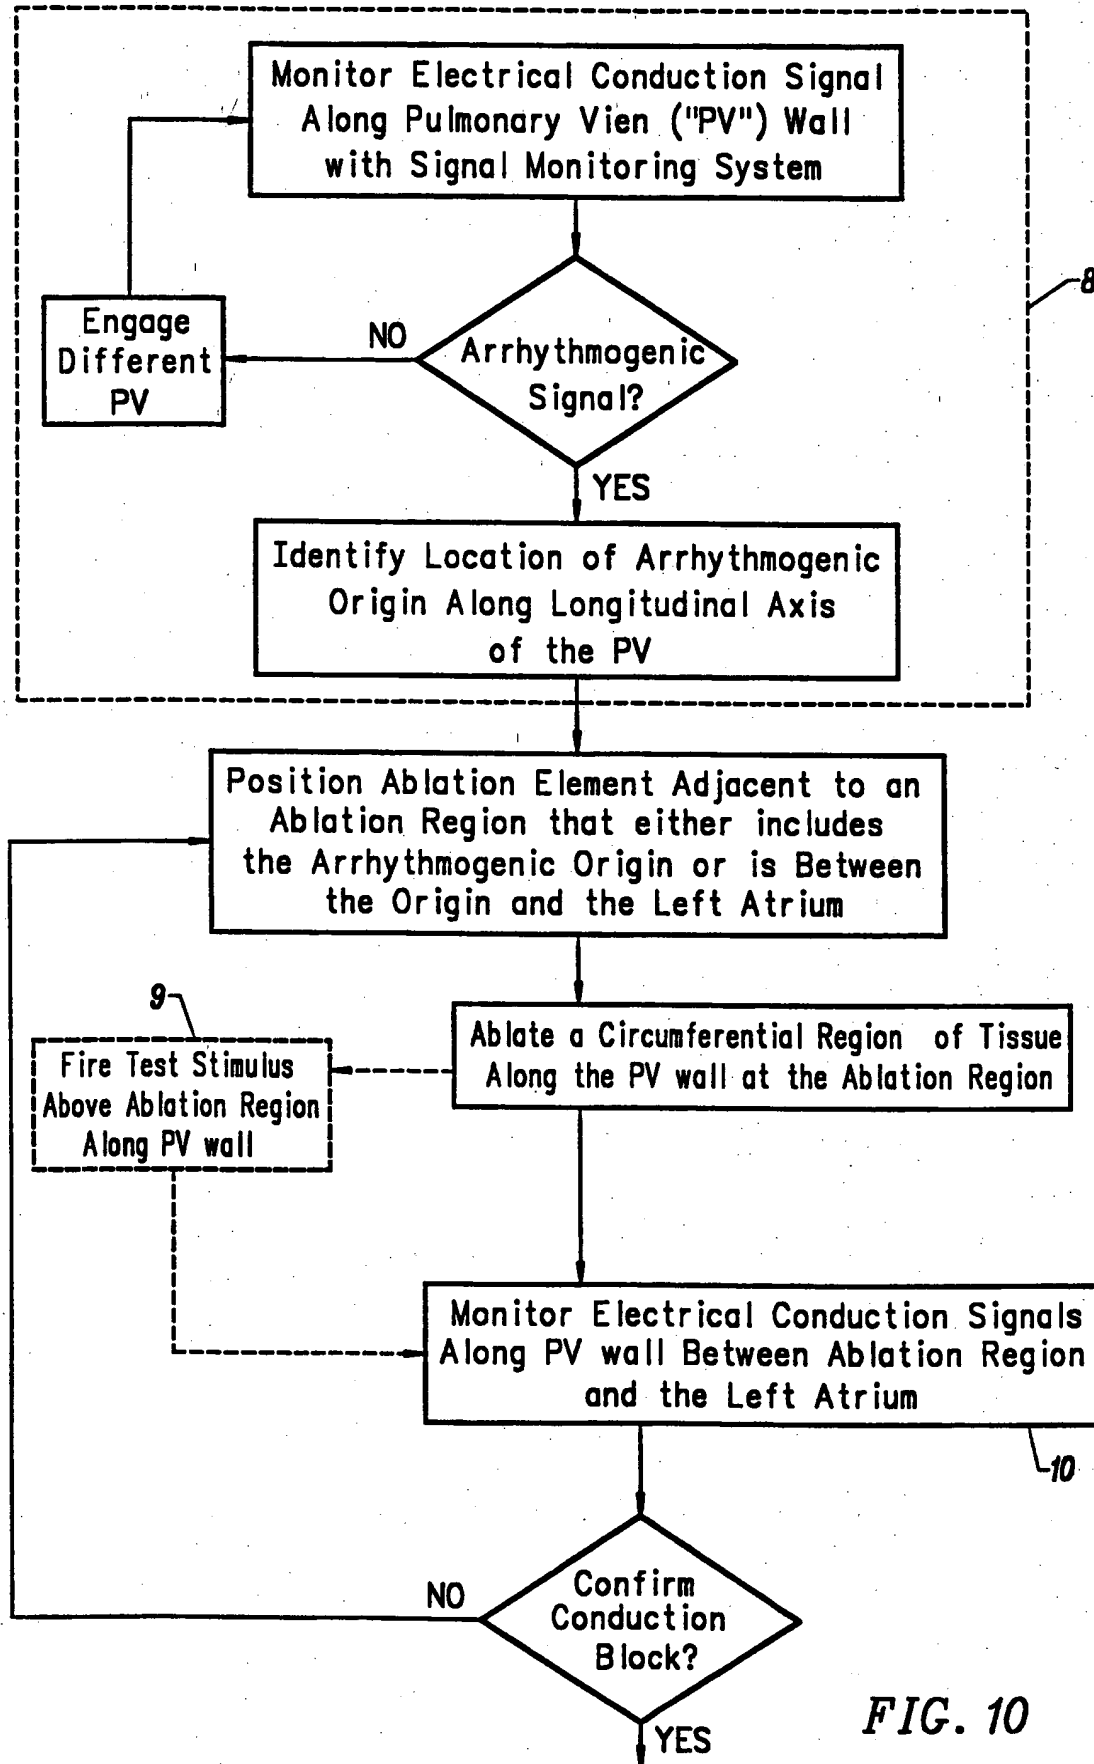 Monitor Electrical Conduction Signal
Along Pulmonary Vien ("PV") Wall
with Signal Monitoring System
8
Engage
Different
PV
NO
Arrhythmogenic
Signal?
YES
Identify Location of Arrhythmogenic
Origin Along Longitudinal Axis
of the PV
Position Ablation Element Adjacent to an
Ablation Region that either includes
the Arrhythmogenic Origin or is Between
the Origin and the Left Atrium
9
Fire Test Stimulus
Above Ablation Region
Along PV wall
Ablate a Circumferential Region of Tissue
Along the PV wall at the Ablation Region
Monitor Electrical Conduction Signals
Along PV wall Between Ablation Region
and the Left Atrium
10
NO
Confirm
Conduction
Block?
YES
FIG. 10